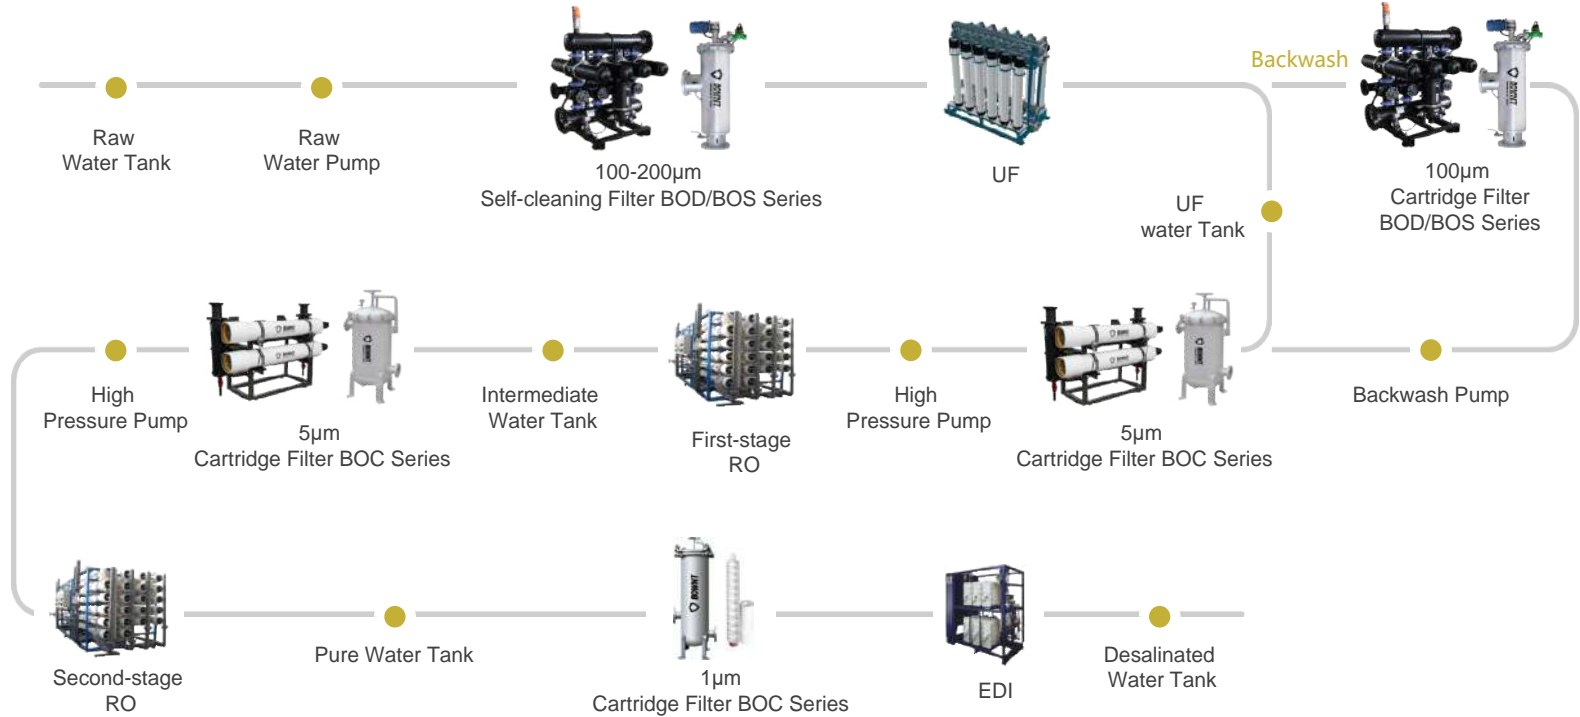 Backwash
Raw
Water Tank
Raw
Water Pump
100-200μm
Self-cleaning Filter BOD/BOS Series
UF
100μm
Cartridge Filter
BOD/BOS Series
UF
water Tank
High
Pressure Pump
5μm
Cartridge Filter BOC Series
Intermediate
Water Tank
First-stage
RO
High
Pressure Pump
5μm
Cartridge Filter BOC Series
Backwash Pump
Second-stage
RO
Pure Water Tank
BOWNT
1μm
Cartridge Filter BOC Series
EDI
Desalinated
Water Tank